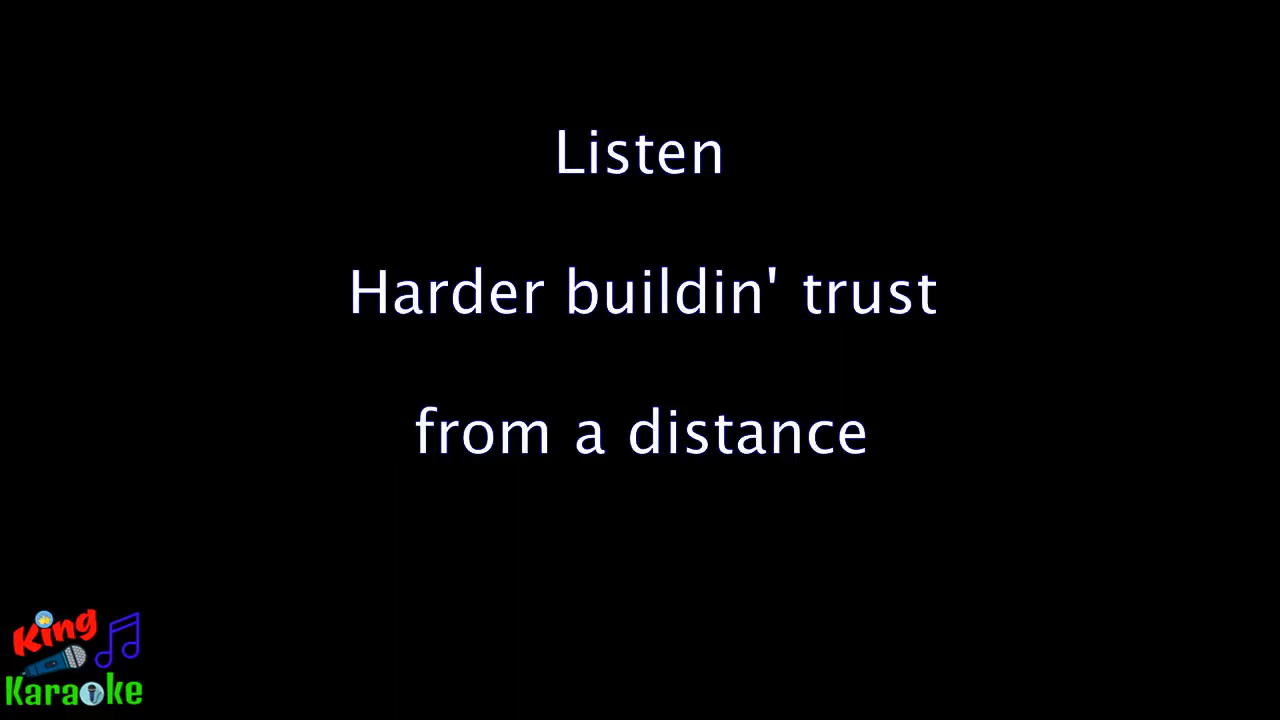 Listen
Harder buildin' trust
from a distance
King
Karaoke